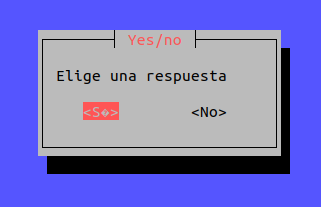 Yes/no
Elige una respuesta
<S�> <No>